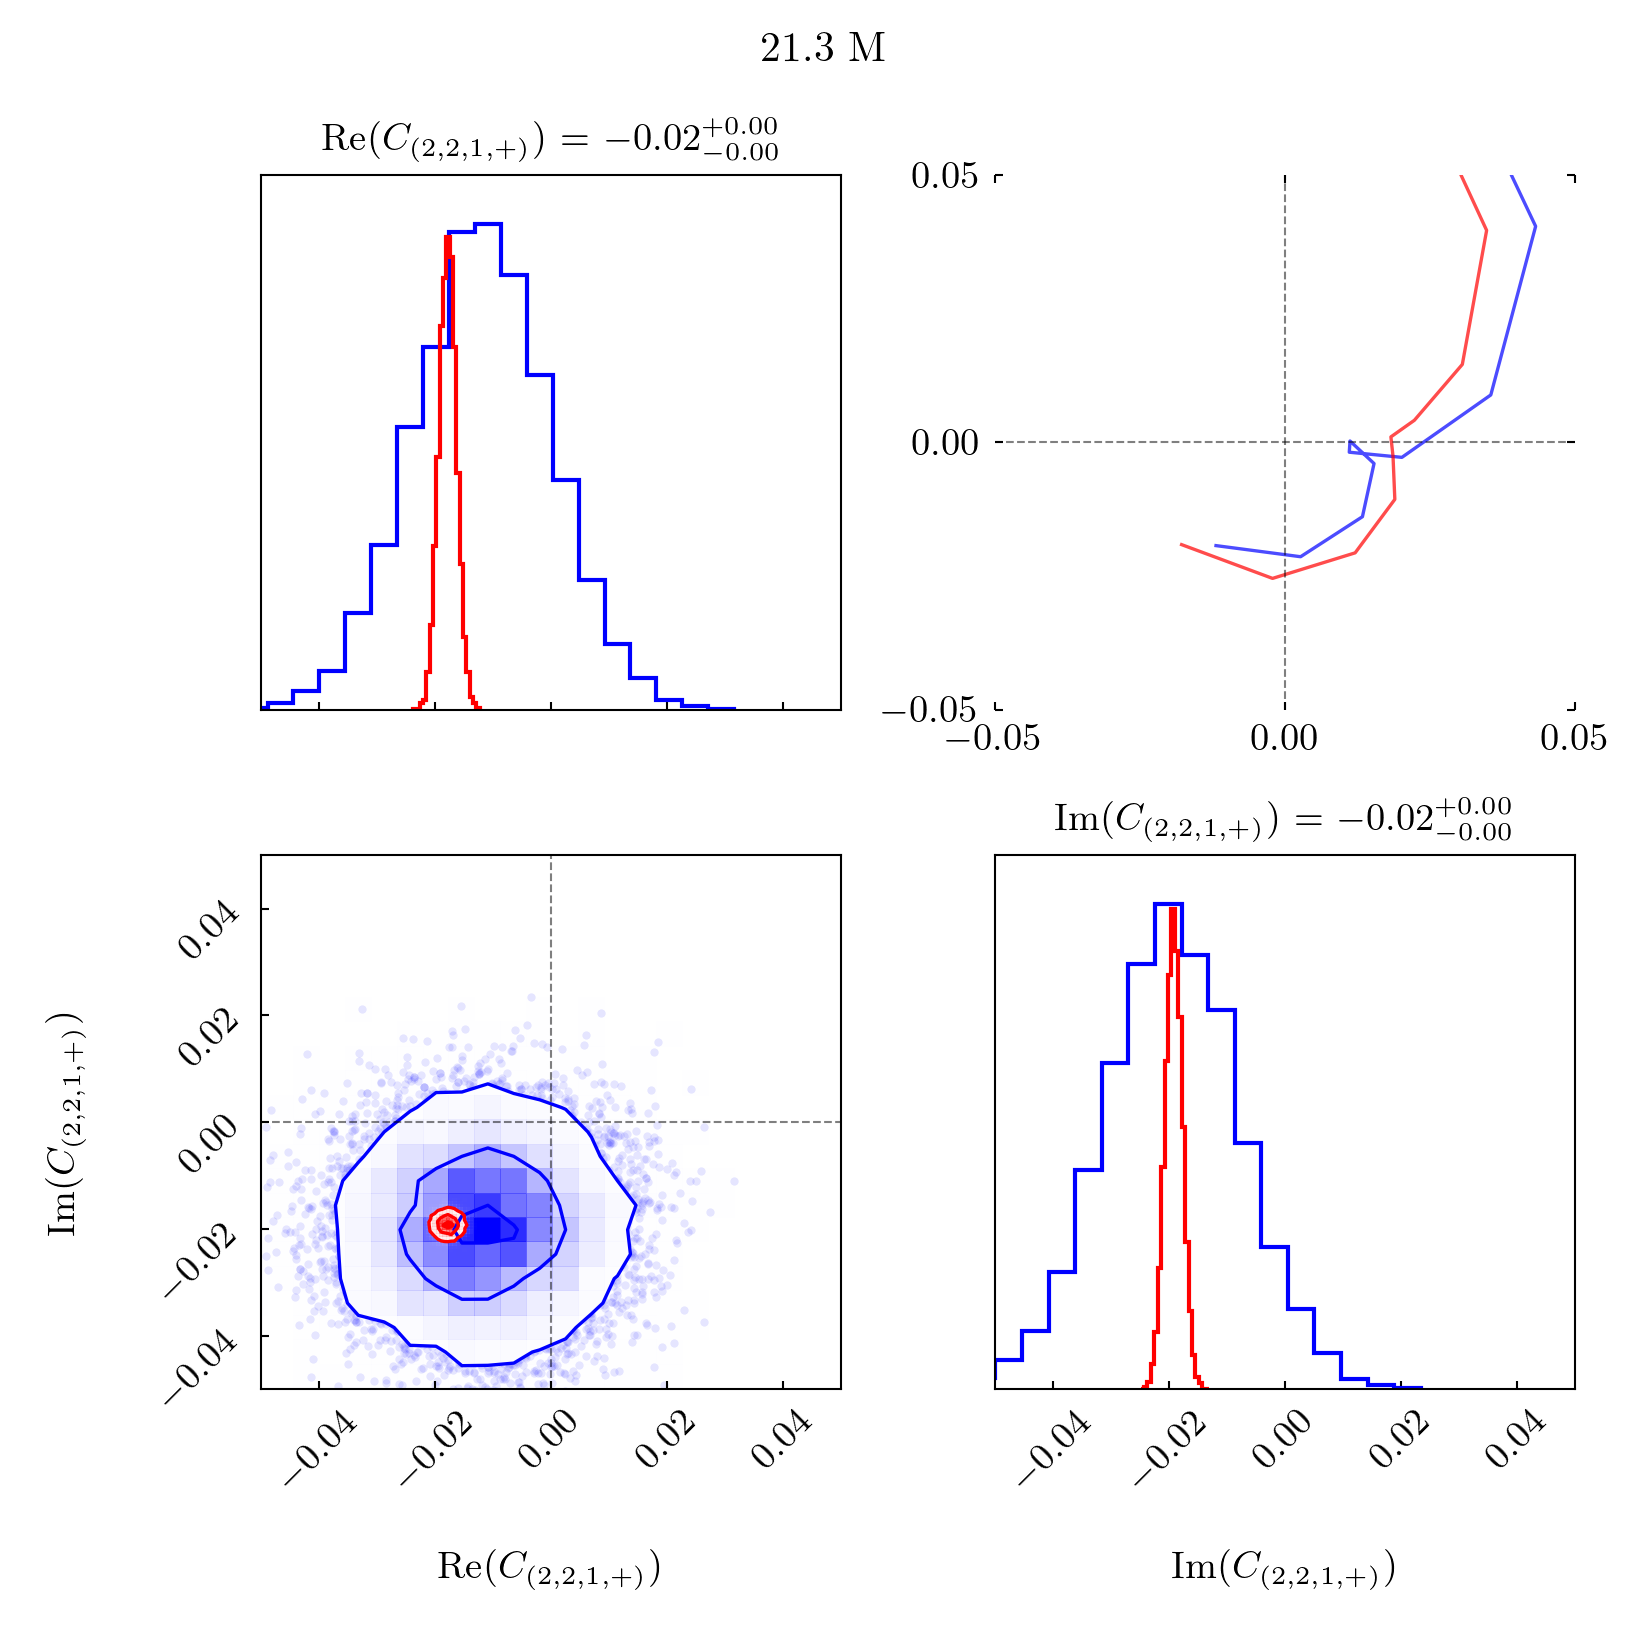 21.3 M
Re(C_(2,2,1,+)) = −0.02^{+0.00}_{−0.00}
0.05
0.00
−0.05
−0.05 0.00 0.05
Im(C_(2,2,1,+)) = −0.02^{+0.00}_{−0.00}
Im(C_(2,2,1,+))
0.04
0.02
0.00
−0.02
−0.04
−0.04 −0.02 0.00 0.02 0.04
−0.04 −0.02 0.00 0.02 0.04
Re(C_(2,2,1,+))
Im(C_(2,2,1,+))